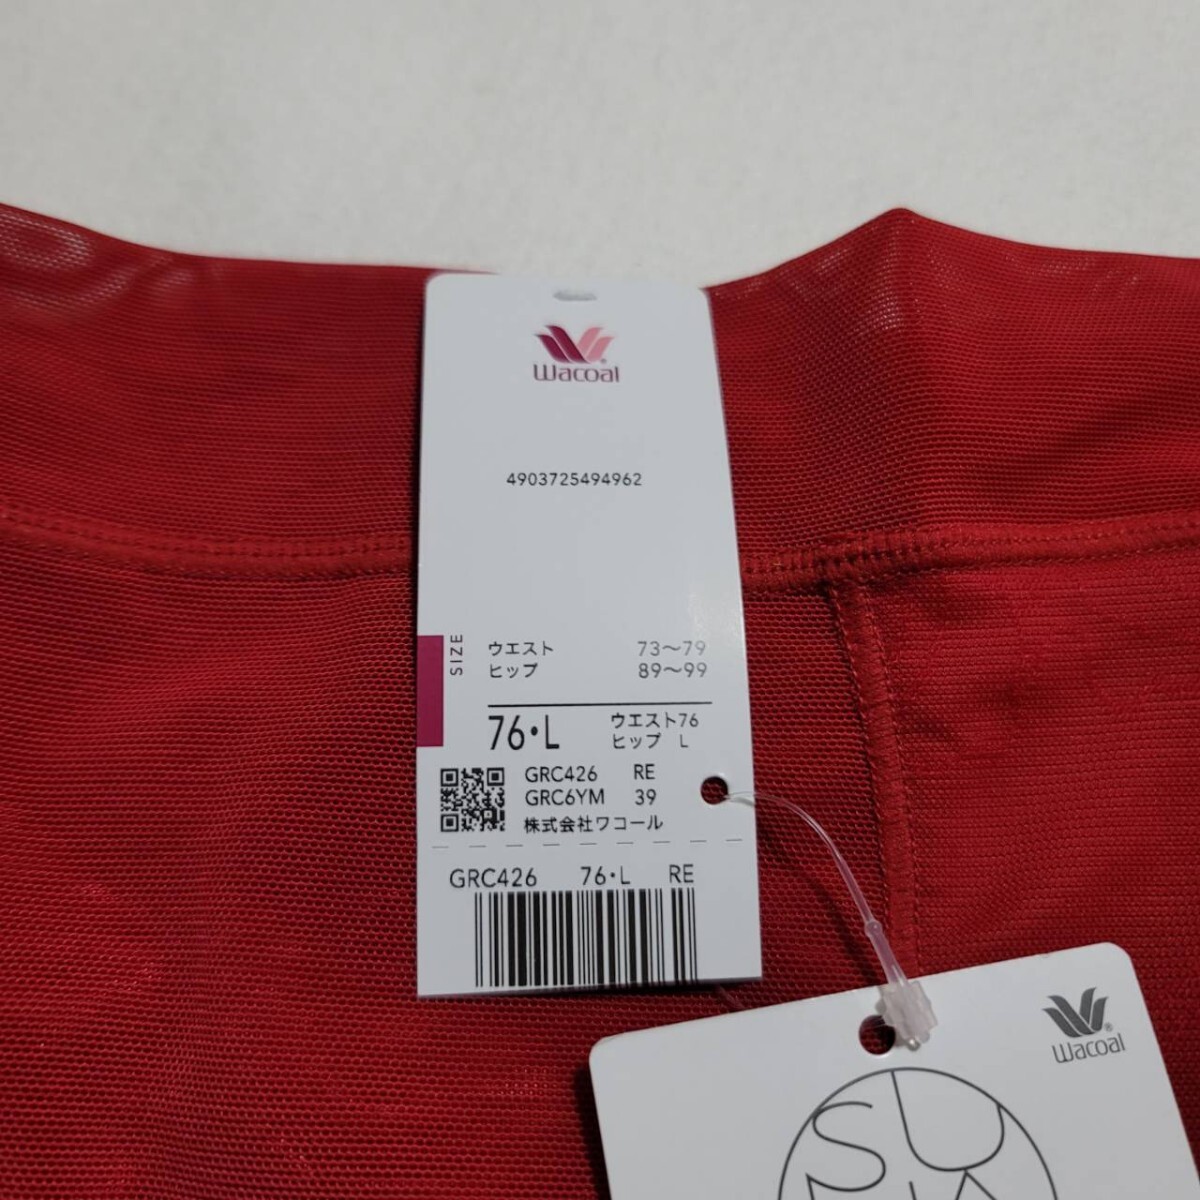 Wacoal
4903725494962
SIZE
ウエスト 73～79
ヒップ 89～99
76・L ウエスト76
ヒップ L
GRC426 RE
GRC6YM 39
株式会社ワコール
GRC426 76・L RE
Wacoal
SU